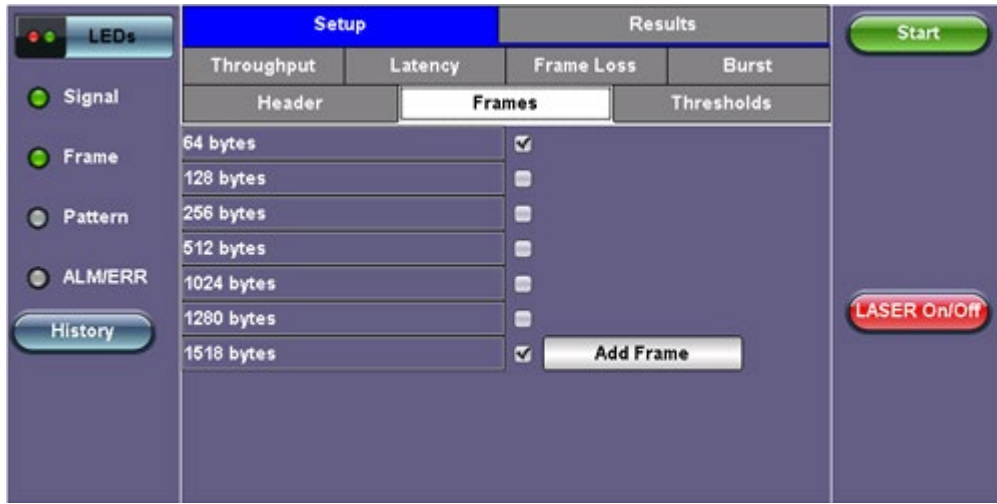 LEDs
Signal
Frame
Pattern
ALM/ERR
History
Setup
Results
Throughput
Latency
Frame Loss
Burst
Header
Frames
Thresholds
64 bytes
128 bytes
256 bytes
512 bytes
1024 bytes
1280 bytes
1518 bytes
Add Frame
Start
LASER On/Off